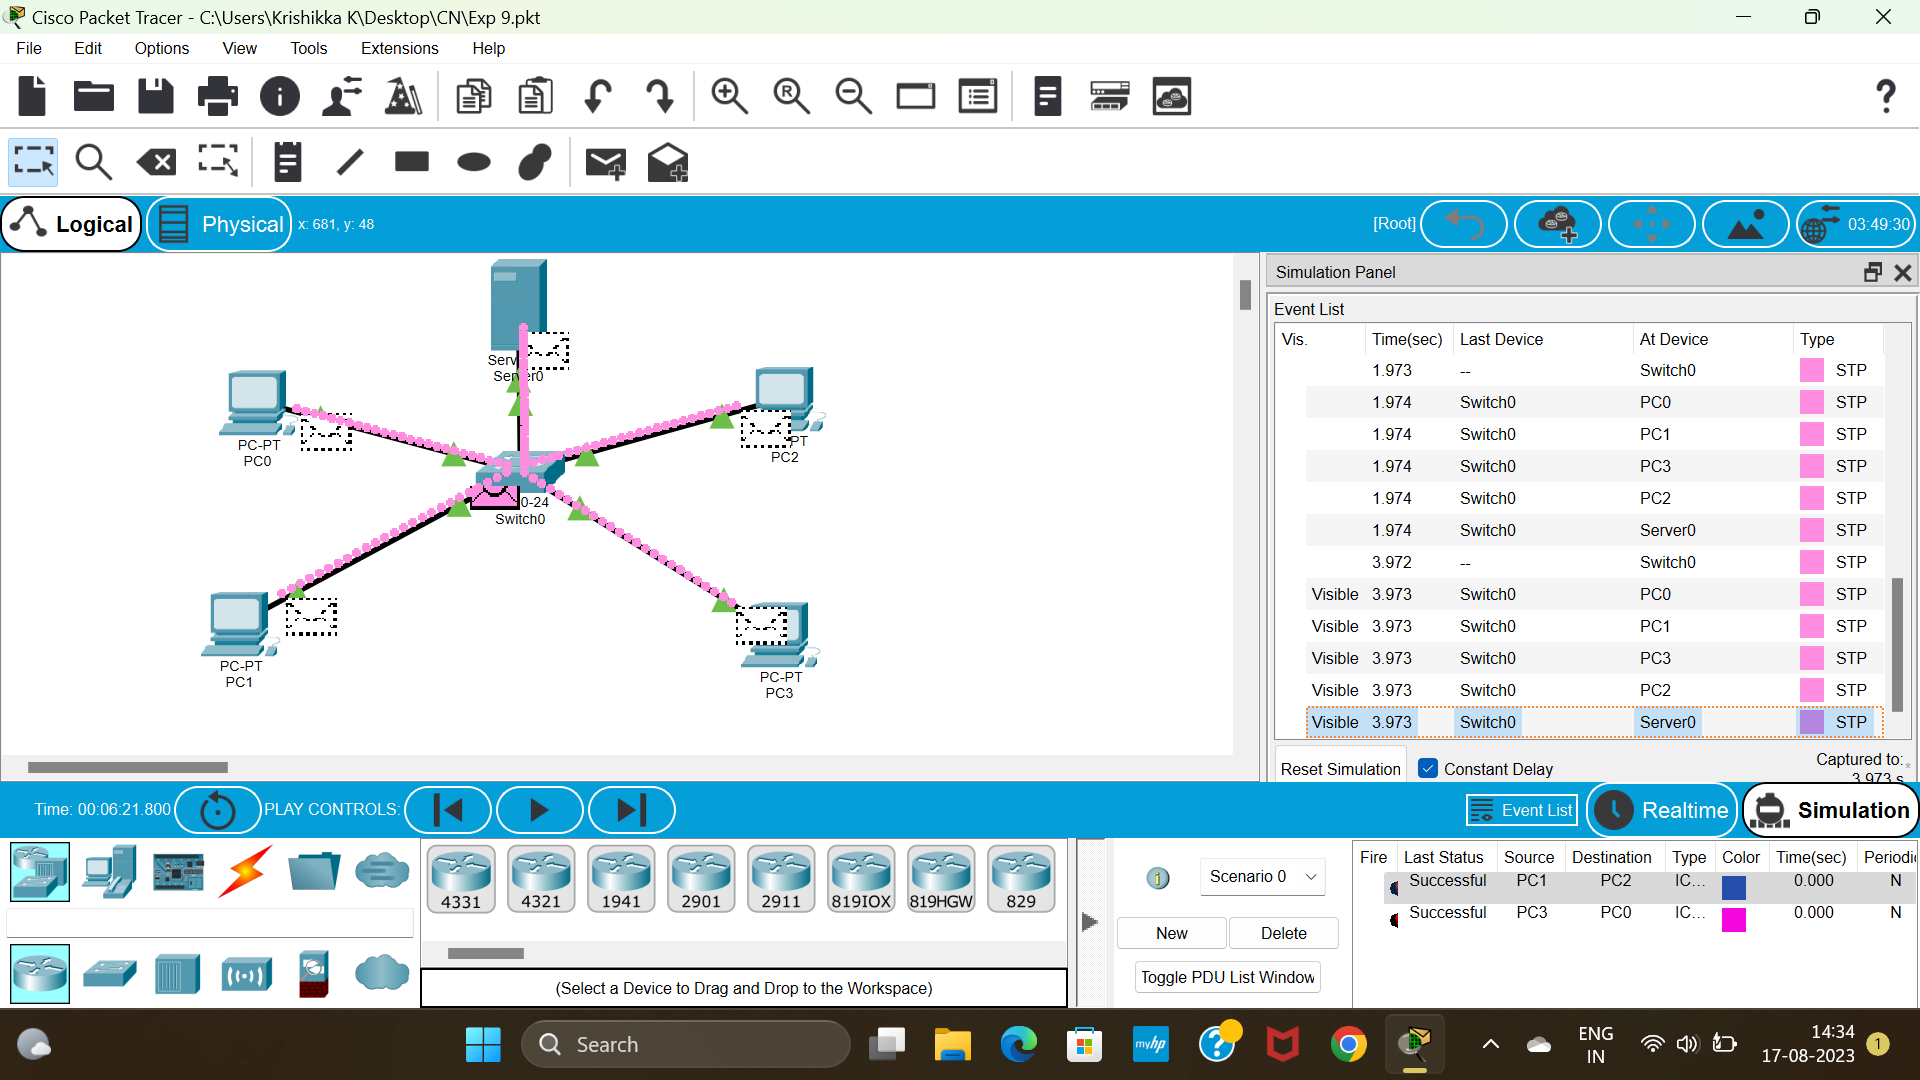 Cisco Packet Tracer - C:\Users\Krishikka K\Desktop\CN\Exp 9.pkt
File Edit Options View Tools Extensions Help
Logical Physical x: 681, y: 48 [Root] 03:49:30
Simulation Panel
Event List
Vis. Time(sec) Last Device At Device Type
1.973 -- Switch0 STP
1.974 Switch0 PC0 STP
1.974 Switch0 PC1 STP
1.974 Switch0 PC3 STP
1.974 Switch0 PC2 STP
1.974 Switch0 Server0 STP
3.972 -- Switch0 STP
Visible 3.973 Switch0 PC0 STP
Visible 3.973 Switch0 PC1 STP
Visible 3.973 Switch0 PC3 STP
Visible 3.973 Switch0 PC2 STP
Visible 3.973 Switch0 Server0 STP
Reset Simulation Constant Delay Captured to:
3.973 s
Serv
Server0
PC-PT
PC0
PT
PC2
0-24
Switch0
PC-PT
PC1
PC-PT
PC3
Time: 00:06:21.800 PLAY CONTROLS: Event List Realtime Simulation
4331 4321 1941 2901 2911 819IOX 819HGW 829
(Select a Device to Drag and Drop to the Workspace)
Scenario 0
New Delete
Toggle PDU List Window
Fire Last Status Source Destination Type Color Time(sec) Periodic
Successful PC1 PC2 IC... 0.000 N
Successful PC3 PC0 IC... 0.000 N
Search
myhp
ENG
IN
14:34
17-08-2023
1